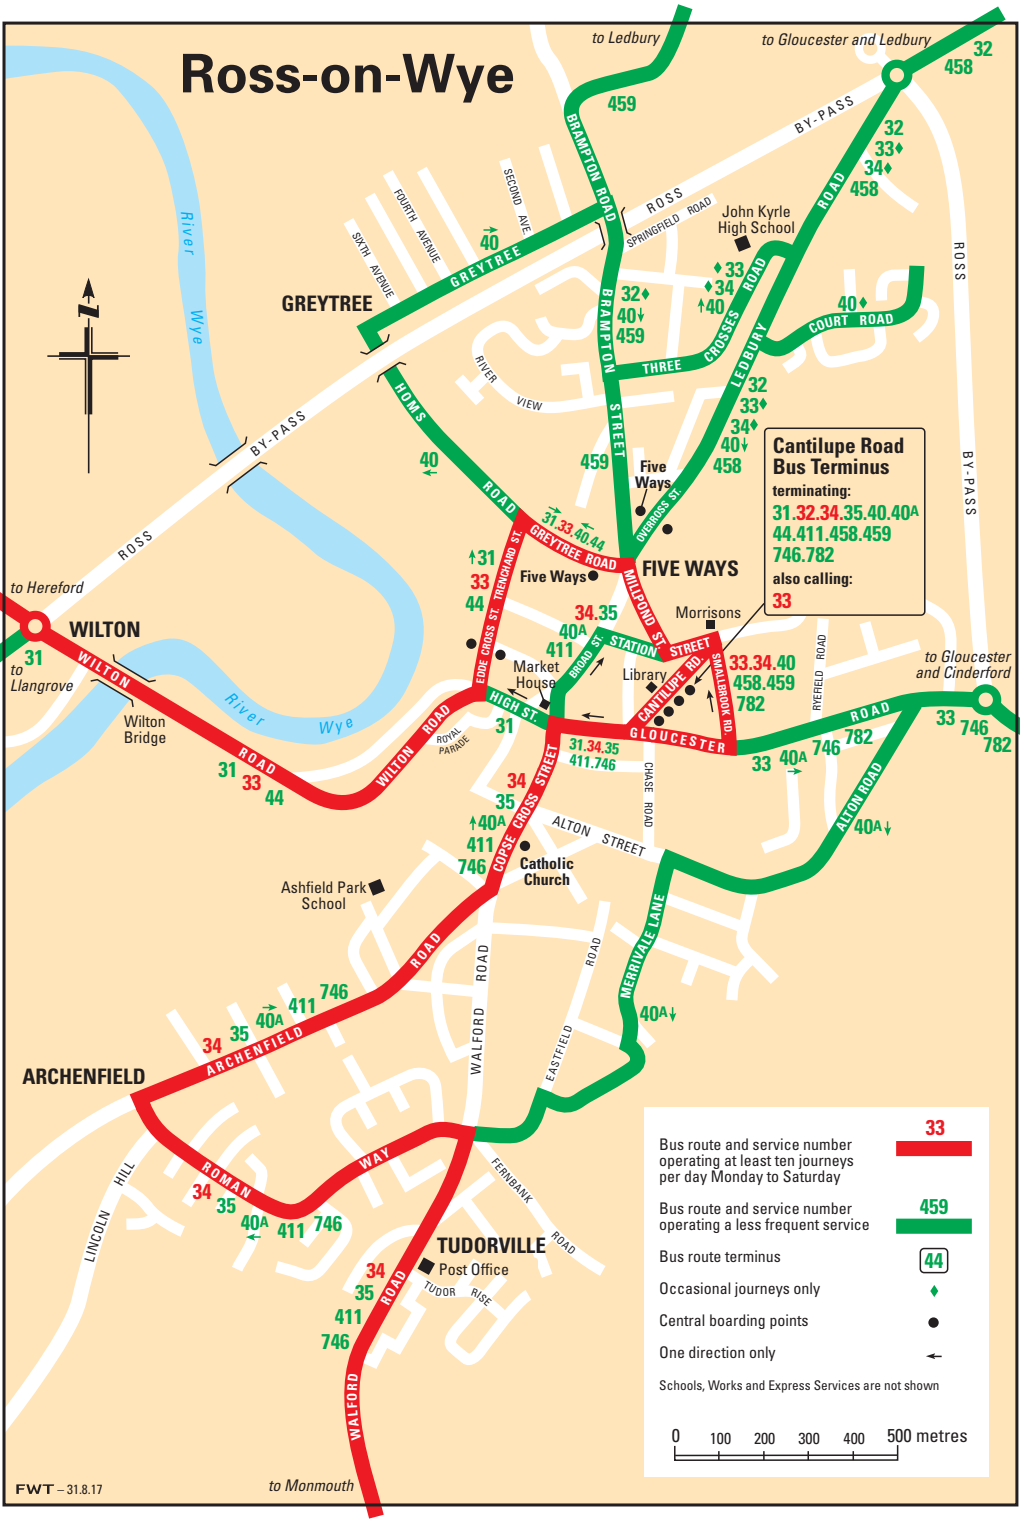 Ross-on-Wye
to Ledbury
459
to Gloucester and Ledbury
32
458
BY-PASS
32
33♦
34♦
458
BRAMPTON ROAD
SECOND AVE.
FOURTH AVENUE
SIXTH AVENUE
40
GREYTREE
ROSS
SPRINGFIELD ROAD
John Kyrle
High School
ROAD
River
Wye
GREYTREE
N
♦33
♦34
↑40
32♦
40↓
459
BRAMPTON
STREET
THREE
CROSSES
ROAD
LEDBURY
40♦
COURT ROAD
ROSS
BY-PASS
RIVER
VIEW
HOMS
ROAD
40
←
BY-PASS
ROSS
32
33♦
34♦
40↓
458
459
Five
Ways
OVERROSS ST.
Cantilupe Road
Bus Terminus
terminating:
31.32.34.35.40.40A
44.411.458.459
746.782
also calling:
33
31.33.40.44
GREYTREE ROAD
FIVE WAYS
Five Ways
MILLPOND ST.
↑31
33
44
TRENCHARD ST.
EDDE CROSS ST.
to Hereford
WILTON
31
to
Llangrove
WILTON
ROAD
Wilton
Bridge
River
Wye
34.35
40A
411
BROAD ST.
STATION
STREET
Morrisons
Market
House
Library
CANTILUPE RD.
SMALLBROOK RD.
33.34.40
458.459
782
RYEFIELD ROAD
to Gloucester
and Cinderford
HIGH ST.
31
ROYAL
PARADE
WILTON ROAD
31
33
44
GLOUCESTER
ROAD
31.34.35
411.746
33
40A
→
746
782
33
746
782
CHASE ROAD
ALTON ROAD
40A↓
34
35
↑40A
411
746
COPSE CROSS STREET
ALTON STREET
Catholic
Church
Ashfield Park
School
MERRIVALE LANE
40A↓
WALFORD ROAD
EASTFIELD
ROAD
34
35
40A
411
746
ARCHENFIELD
ROAD
ARCHENFIELD
LINCOLN HILL
ROMAN
WAY
34
35
40A
←
411
746
FERNBANK
ROAD
TUDORVILLE
Post Office
TUDOR RISE
34
35
411
746
ROAD
WALFORD
to Monmouth
FWT – 31.8.17
33
Bus route and service number
operating at least ten journeys
per day Monday to Saturday
459
Bus route and service number
operating a less frequent service
Bus route terminus
44
Occasional journeys only
Central boarding points
One direction only
Schools, Works and Express Services are not shown
0 100 200 300 400 500 metres